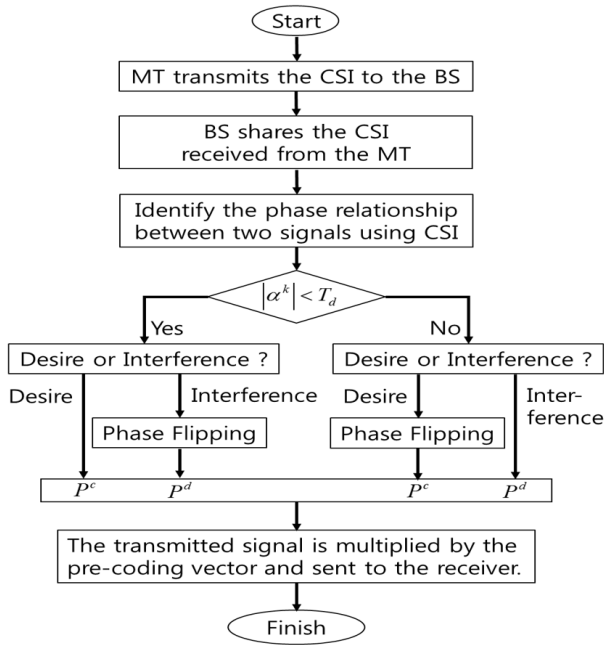 Start
MT transmits the CSI to the BS
BS shares the CSI
received from the MT
Identify the phase relationship
between two signals using CSI
|α^k| < T_d
Yes
No
Desire or Interference ?
Desire or Interference ?
Desire
Interference
Desire
Inter-
ference
Phase Flipping
Phase Flipping
P^c
P^d
P^c
P^d
The transmitted signal is multiplied by the
pre-coding vector and sent to the receiver.
Finish